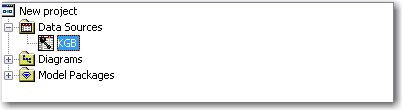 New project
Data Sources
KGB
Diagrams
Model Packages